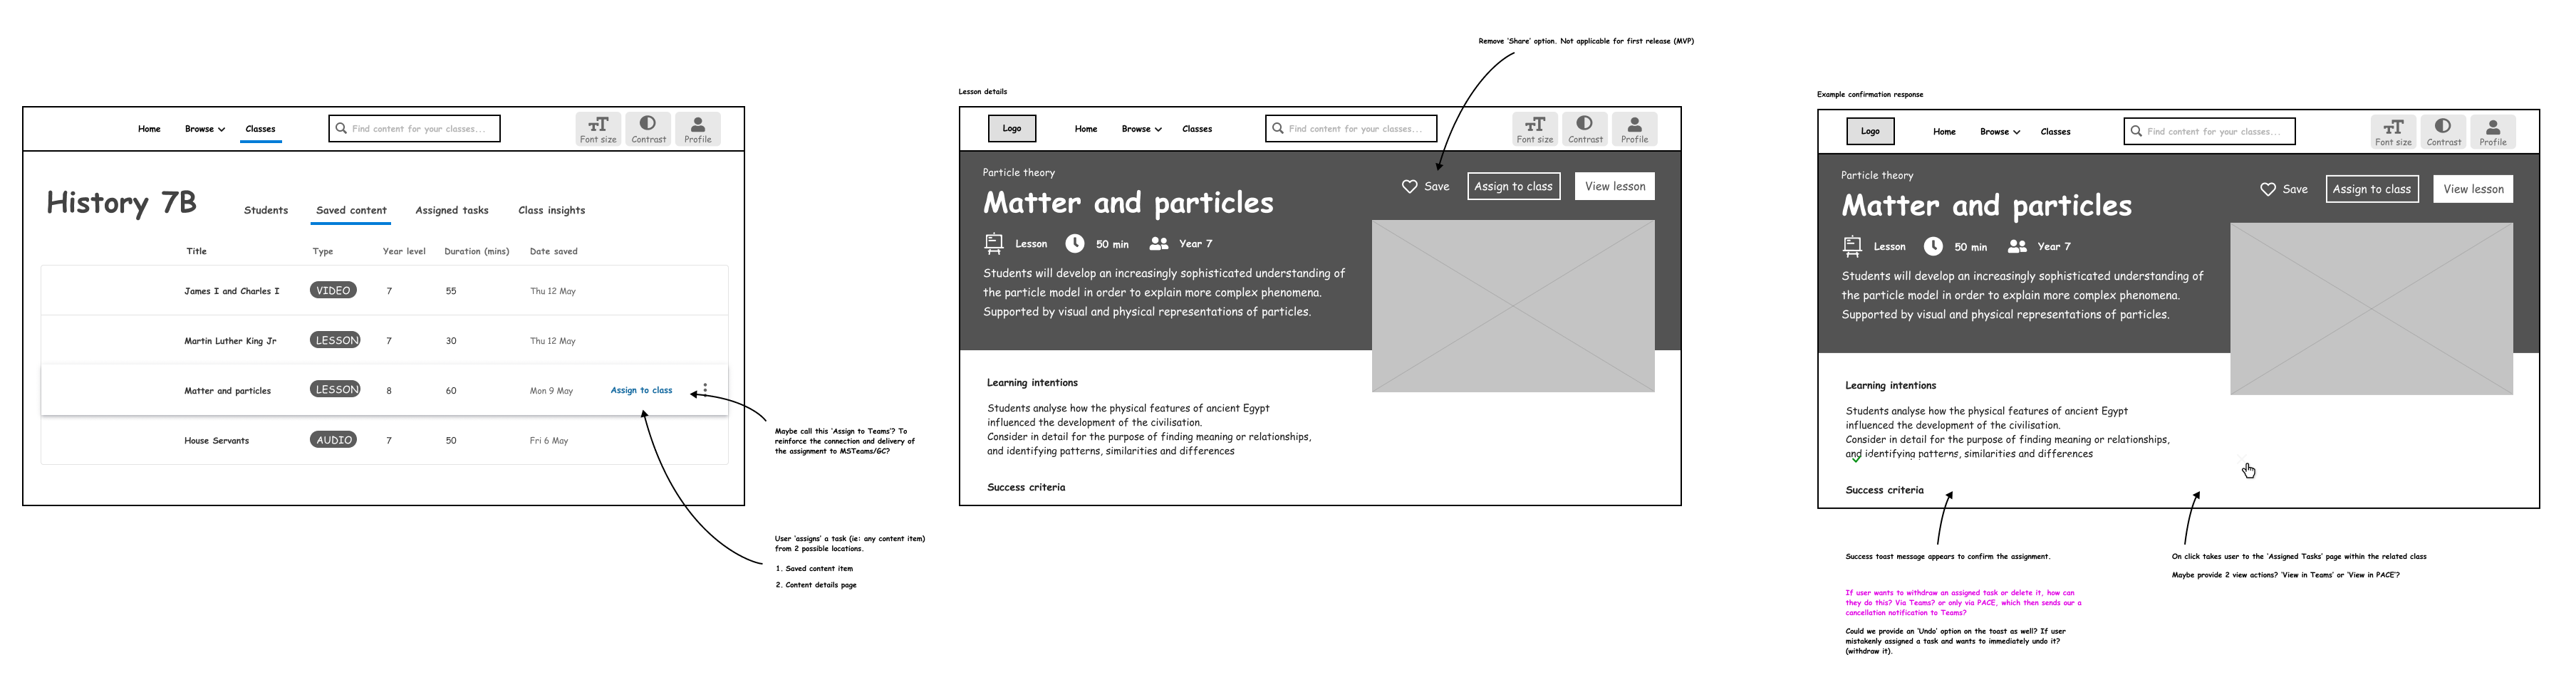 Home Browse Classes
Find content for your classes...
Font size Contrast Profile
History 7B
Students Saved content Assigned tasks Class insights
Title Type Year level Duration (mins) Date saved
James I and Charles I VIDEO 7 55 Thu 12 May
Martin Luther King Jr LESSON 7 30 Thu 12 May
Matter and particles LESSON 8 60 Mon 9 May Assign to class
House Servants AUDIO 7 50 Fri 6 May
Maybe call this 'Assign to Teams'? To
reinforce the connection and delivery of
the assignment to MSTeams/GC?
User 'assigns' a task (ie: any content item)
from 2 possible locations.
1. Saved content item
2. Content details page
Remove 'Share' option. Not applicable for first release (MVP)
Lesson details
Logo
Home Browse Classes
Find content for your classes...
Font size Contrast Profile
Particle theory
Save Assign to class View lesson
Matter and particles
Lesson 50 min Year 7
Students will develop an increasingly sophisticated understanding of
the particle model in order to explain more complex phenomena.
Supported by visual and physical representations of particles.
Learning intentions
Students analyse how the physical features of ancient Egypt
influenced the development of the civilisation.
Consider in detail for the purpose of finding meaning or relationships,
and identifying patterns, similarities and differences
Success criteria
Example confirmation response
Logo
Home Browse Classes
Find content for your classes...
Font size Contrast Profile
Particle theory
Save Assign to class View lesson
Matter and particles
Lesson 50 min Year 7
Students will develop an increasingly sophisticated understanding of
the particle model in order to explain more complex phenomena.
Supported by visual and physical representations of particles.
Learning intentions
Students analyse how the physical features of ancient Egypt
influenced the development of the civilisation.
Consider in detail for the purpose of finding meaning or relationships,
and identifying patterns, similarities and differences
Success criteria
Success toast message appears to confirm the assignment.
If user wants to withdraw an assigned task or delete it, how can
they do this? Via Teams? or only via PACE, which then sends our a
cancellation notification to Teams?
Could we provide an 'Undo' option on the toast as well? If user
mistakenly assigned a task and wants to immediately undo it?
(withdraw it).
On click takes user to the 'Assigned Tasks' page within the related class
Maybe provide 2 view actions? 'View in Teams' or 'View in PACE'?